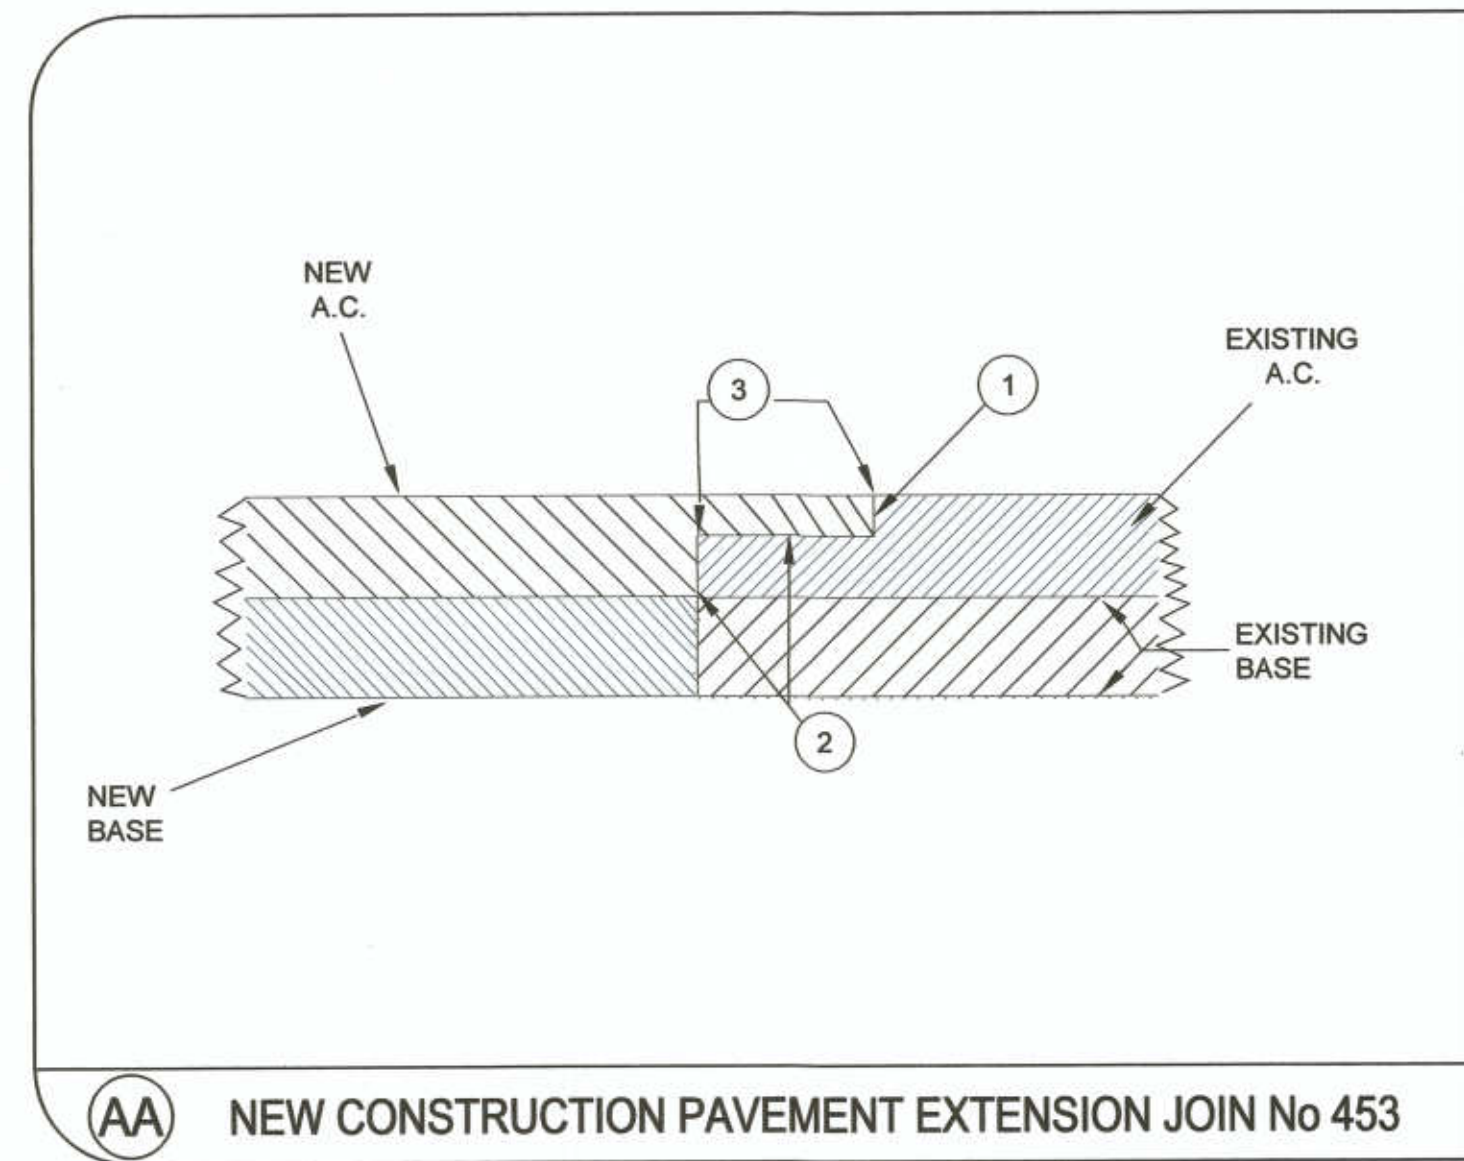 NEW
A.C.
EXISTING
A.C.
3
1
EXISTING
BASE
2
NEW
BASE
AA NEW CONSTRUCTION PAVEMENT EXTENSION JOIN No 453